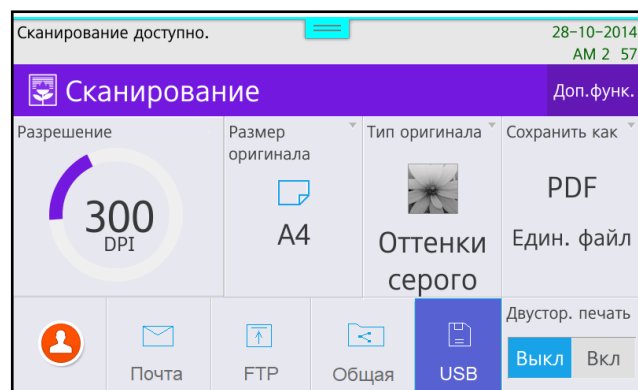 Сканирование доступно.
28-10-2014
AM 2 57
Сканирование
Доп.функ.
Разрешение
300
DPI
Размер
оригинала
A4
Тип оригинала
Оттенки
серого
Сохранить как
PDF
Един. файл
Почта
FTP
Общая
USB
Двустор. печать
Выкл
Вкл